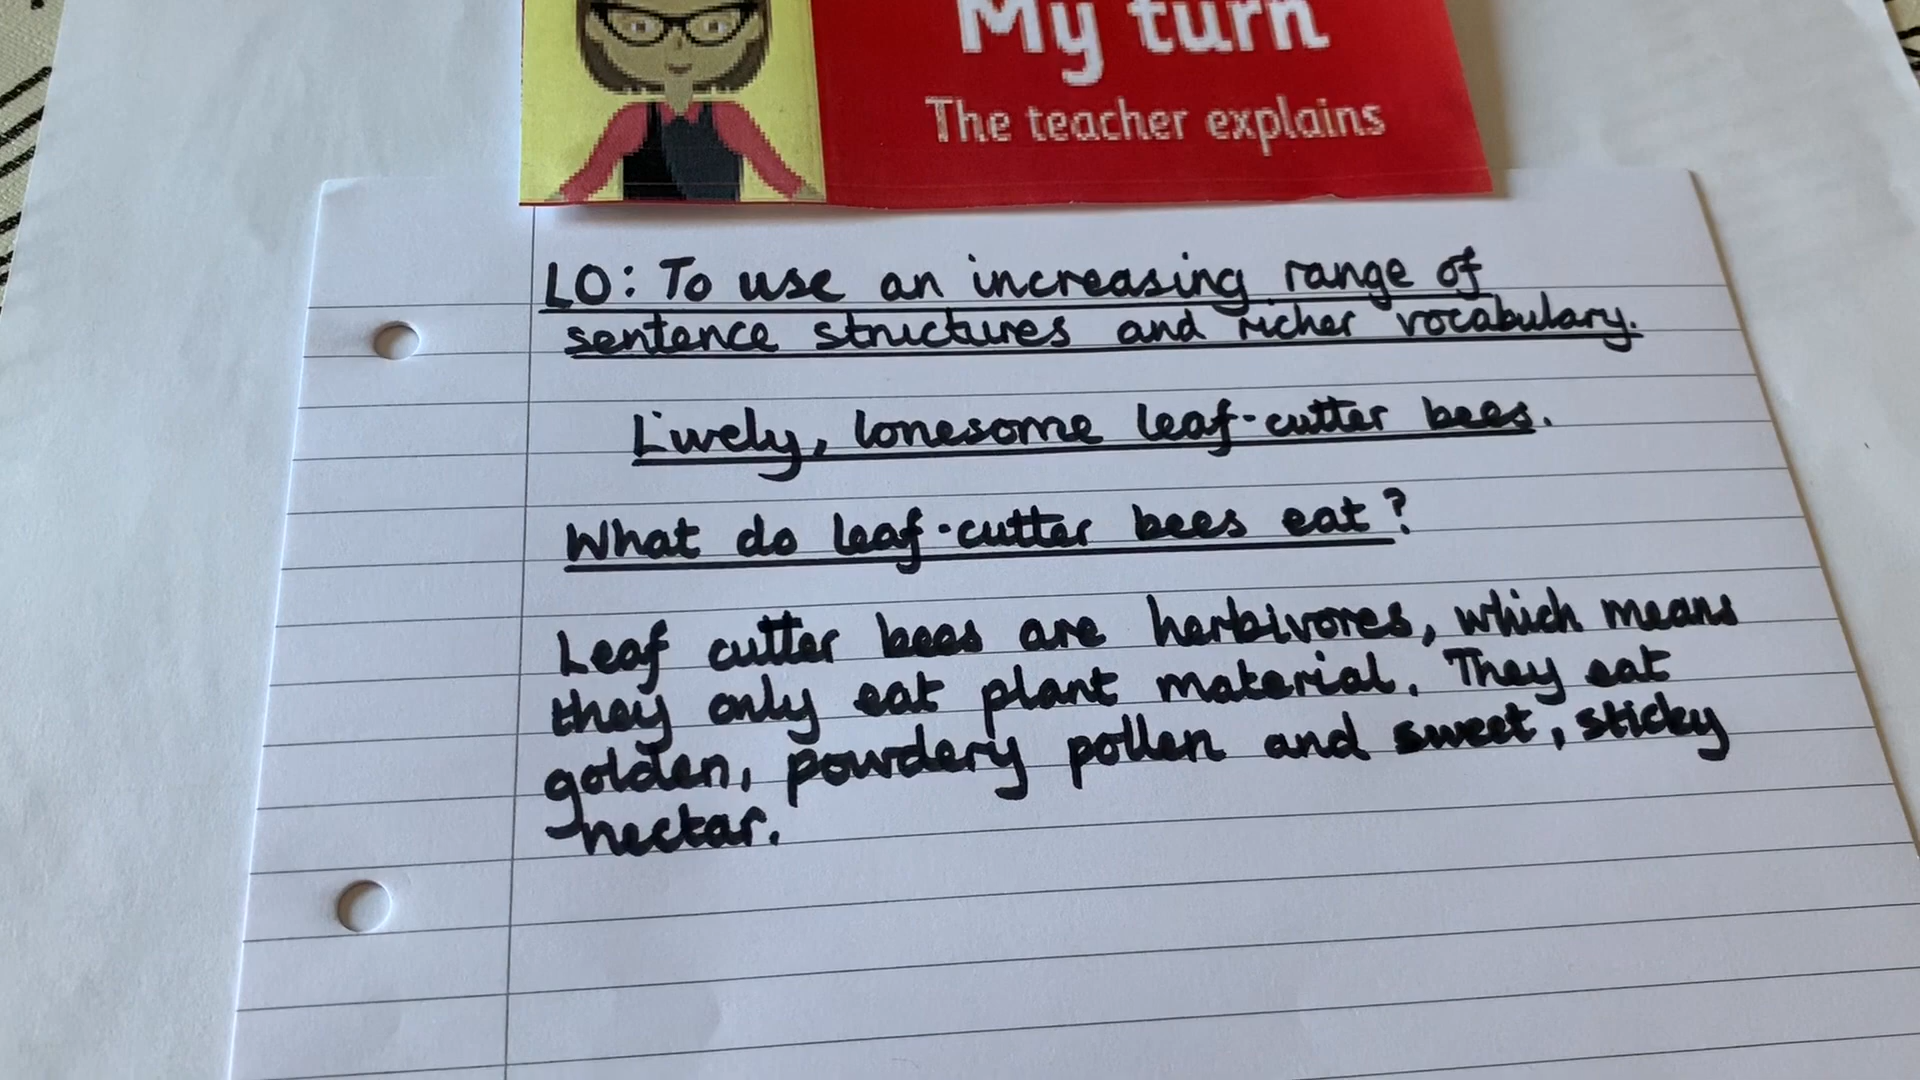 My turn
The teacher explains
LO: To use an increasing range of
sentence structures and richer vocabulary.
Lively, lonesome leaf-cutter bees.
What do leaf-cutter bees eat?
Leaf cutter bees are herbivores, which means
they only eat plant material. They eat
golden, powdery pollen and sweet, sticky
nectar.